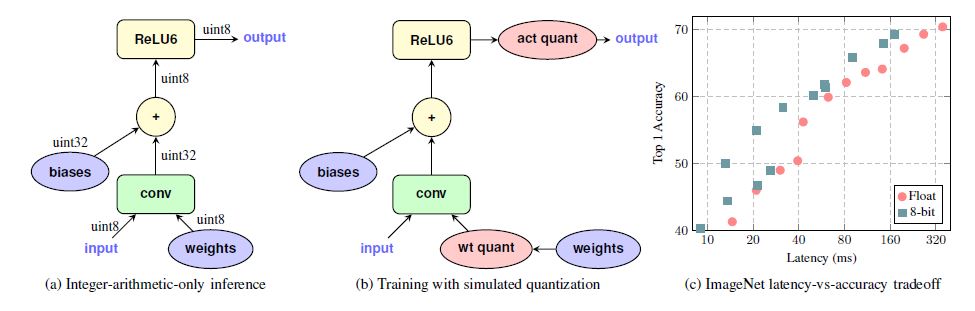 ReLU6
uint8
output
uint8
+
uint32
biases
uint32
conv
uint8
uint8
input
weights
(a) Integer-arithmetic-only inference
ReLU6
act quant
output
+
biases
conv
input
wt quant
weights
(b) Training with simulated quantization
Top 1 Accuracy
70
60
50
40
Float
8-bit
10 20 40 80 160 320
Latency (ms)
(c) ImageNet latency-vs-accuracy tradeoff